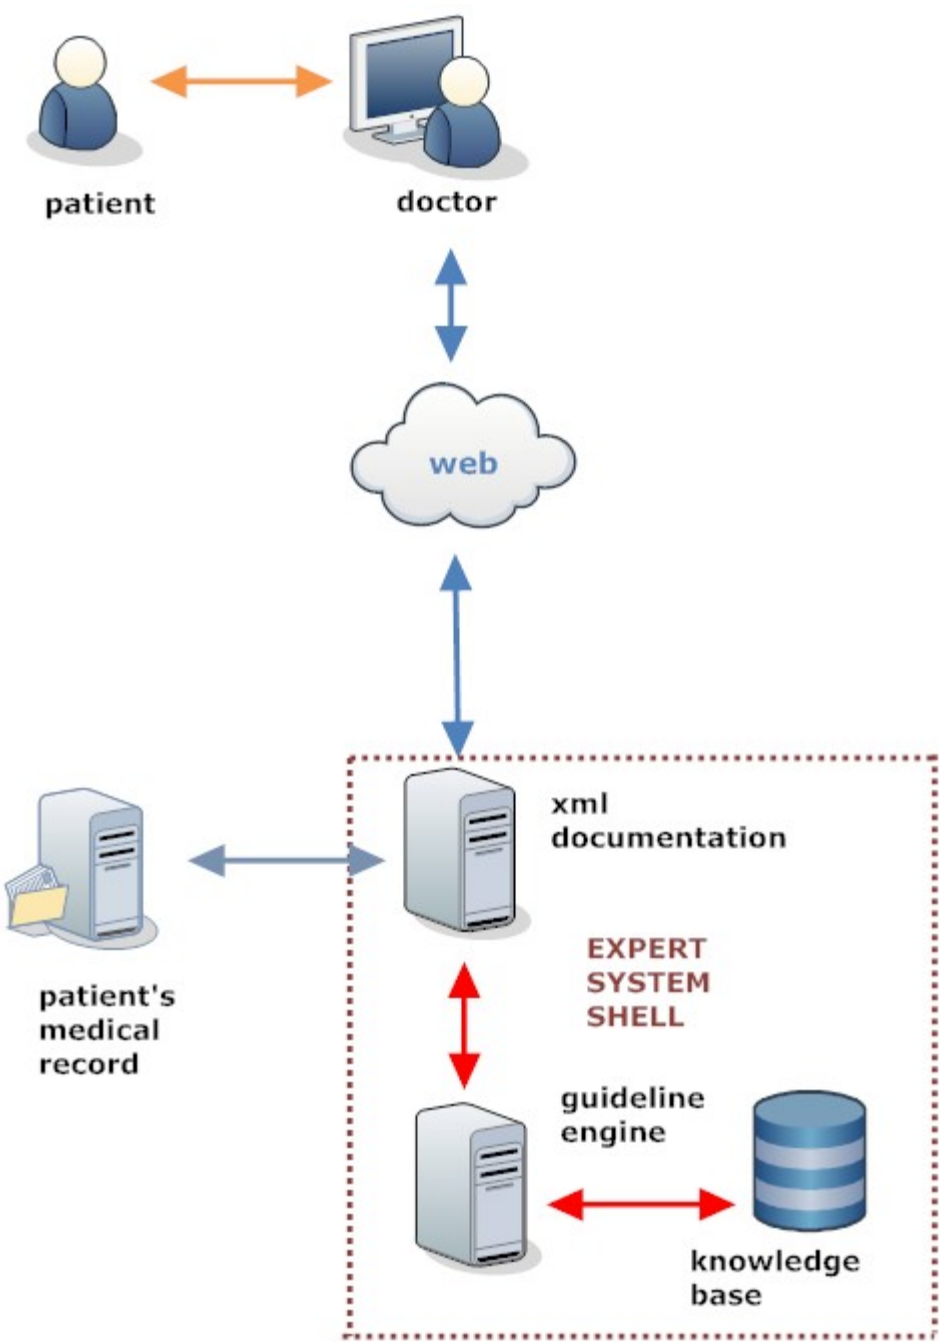 patient
doctor
web
xml
documentation
EXPERT
SYSTEM
SHELL
patient's
medical
record
guideline
engine
knowledge
base